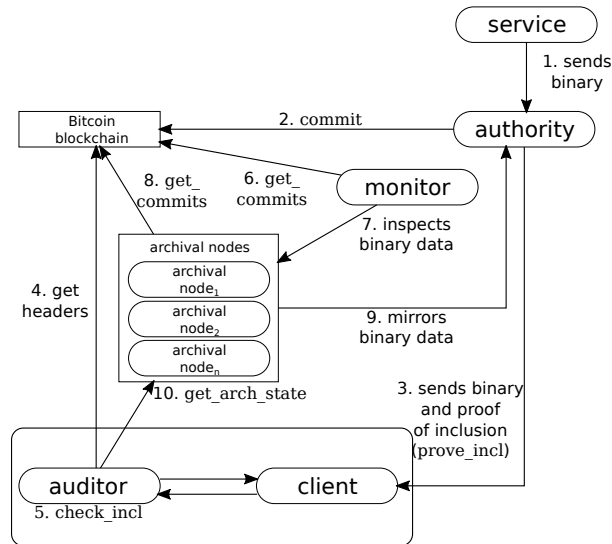 service
1. sends
binary
Bitcoin
blockchain
2. commit
authority
8. get_
commits
6. get_
commits
monitor
7. inspects
binary data
archival nodes
archival
node1
archival
node2
archival
noden
4. get
headers
9. mirrors
binary data
10. get_arch_state
3. sends binary
and proof
of inclusion
(prove_incl)
auditor
client
5. check_incl